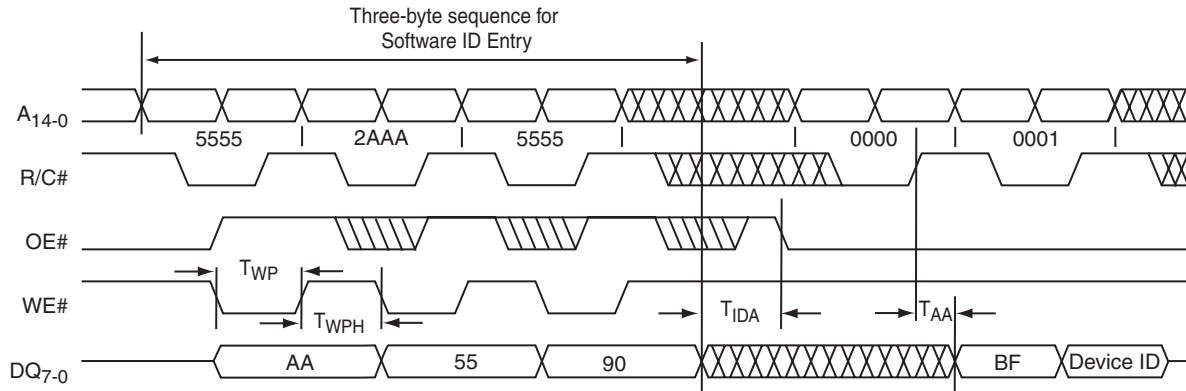 Three-byte sequence for
Software ID Entry
A14-0
5555 2AAA 5555 0000 0001
R/C#
OE#
TWP
WE#
TWPH TIDA TAA
DQ7-0 AA 55 90 BF Device ID